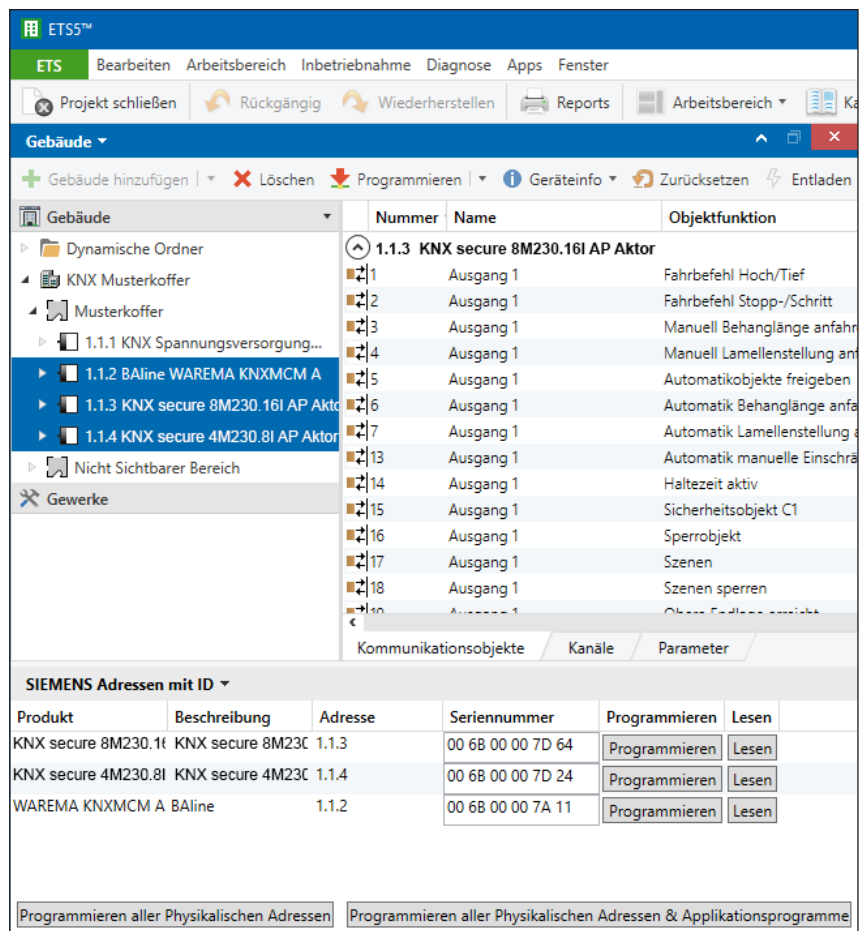 ETS5™
ETS Bearbeiten Arbeitsbereich Inbetriebnahme Diagnose Apps Fenster
Projekt schließen Rückgängig Wiederherstellen Reports Arbeitsbereich
Gebäude
Gebäude hinzufügen Löschen Programmieren Geräteinfo Zurücksetzen Entladen
Gebäude
Dynamische Ordner
KNX Musterkoffer
Musterkoffer
1.1.1 KNX Spannungsversorgung...
1.1.2 BAline WAREMA KNXMCM A
1.1.3 KNX secure 8M230.16I AP Akto
1.1.4 KNX secure 4M230.8I AP Aktor
Nicht Sichtbarer Bereich
Gewerke
Nummer Name Objektfunktion
1.1.3 KNX secure 8M230.16I AP Aktor
1 Ausgang 1 Fahrbefehl Hoch/Tief
2 Ausgang 1 Fahrbefehl Stopp-/Schritt
3 Ausgang 1 Manuell Behanglänge anfahr
4 Ausgang 1 Manuell Lamellenstellung anf
5 Ausgang 1 Automatikobjekte freigeben
6 Ausgang 1 Automatik Behanglänge anfa
7 Ausgang 1 Automatik Lamellenstellung a
13 Ausgang 1 Automatik manuelle Einschrä
14 Ausgang 1 Haltezeit aktiv
15 Ausgang 1 Sicherheitsobjekt C1
16 Ausgang 1 Sperrobjekt
17 Ausgang 1 Szenen
18 Ausgang 1 Szenen sperren
19 Ausgang 1 Obere Endlage erreicht
Kommunikationsobjekte Kanäle Parameter
SIEMENS Adressen mit ID
Produkt Beschreibung Adresse Seriennummer Programmieren Lesen
KNX secure 8M230.16 KNX secure 8M230 1.1.3 00 6B 00 00 7D 64 Programmieren Lesen
KNX secure 4M230.8I KNX secure 4M230 1.1.4 00 6B 00 00 7D 24 Programmieren Lesen
WAREMA KNXMCM A BAline 1.1.2 00 6B 00 00 7A 11 Programmieren Lesen
Programmieren aller Physikalischen Adressen Programmieren aller Physikalischen Adressen & Applikationsprogramme